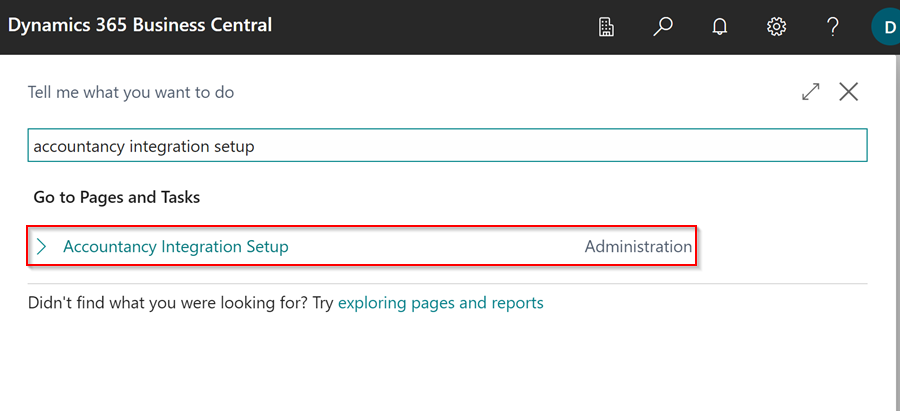 Dynamics 365 Business Central
D
Tell me what you want to do
accountancy integration setup
Go to Pages and Tasks
Accountancy Integration Setup Administration
Didn't find what you were looking for? Try exploring pages and reports